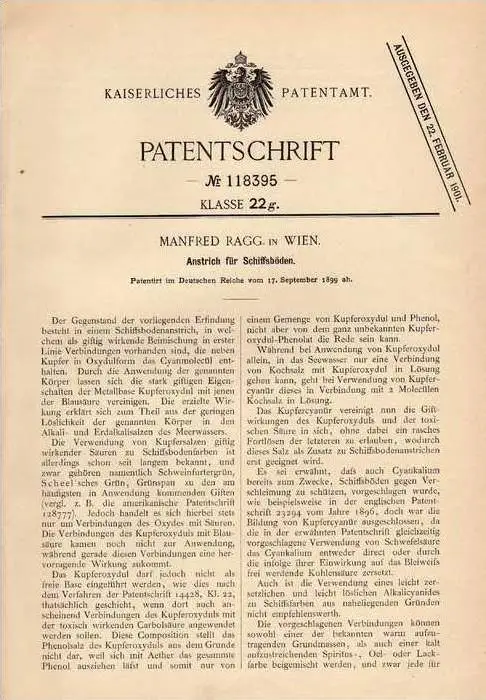 KAISERLICHES PATENTAMT.
AUSGEGEBEN DEN 22. FEBRUAR 1901.
PATENTSCHRIFT
— № 118395 —
KLASSE 22g.
MANFRED RAGG IN WIEN.
Anstrich für Schiffsböden.
Patentirt im Deutschen Reiche vom 17. September 1899 ab.
Der Gegenstand der vorliegenden Erfindung
besteht in einem Schiffsbodenanstrich, in wel-
chem als giftig wirkende Beimischung in erster
Linie Verbindungen vorhanden sind, die neben
Kupfer in Oxydulform das Cyanmolecül ent-
halten. Durch die Anwendung der genannten
Körper lassen sich die stark giftigen Eigen-
schaften der Metallbase Kupferoxydul mit jenen
der Blausäure vereinigen. Die erzielte Wir-
kung erklärt sich zum Theil aus der geringen
Löslichkeit der genannten Körper in den
Alkali- und Erdalkalisalzen des Meerwassers.
Die Verwendung von Kupfersalzen giftig
wirkender Säuren zu Schiffsbodenfarben ist
allerdings schon seit langem bekannt, und
zwar gehören namentlich Schweinfurtergrün,
Scheel'sches Grün, Grünspan zu den am
häufigsten in Anwendung kommenden Giften
(vergl. z. B. die amerikanische Patentschrift
128777). Jedoch handelt es sich hierbei stets
nur um Verbindungen des Oxydes mit Säuren.
Die Verbindungen des Kupferoxyduls mit Blau-
säure kamen noch nicht zur Anwendung,
während gerade diesen Verbindungen eine her-
vorragende Wirkung zukommt.
Das Kupferoxydul darf jedoch nicht als
freie Base eingeführt werden, wie dies nach
dem Verfahren der Patentschrift 14428, Kl. 22,
thatsächlich geschieht, wenn dort auch an-
scheinend Verbindungen des Kupferoxyduls mit
der toxisch wirkenden Carbolsäure angewendet
werden sollen. Diese Composition stellt das
Phenolsalz des Kupferoxyduls aus dem Grunde
nicht dar, weil sich mit Aether das gesammte
Phenol ausziehen läfst und somit nur von
einem Gemenge von Kupferoxydul und Phenol,
nicht aber von dem ganz unbekannten Kupfer-
oxydul-Phenolat die Rede sein kann.
Während bei Anwendung von Kupferoxydul
allein, in das Seewasser nur eine Verbindung
von Kochsalz mit Kupferoxydul in Lösung
gehen kann, geht bei Verwendung von Kupfer-
cyanür dieses in Verbindung mit 2 Molecülen
Kochsalz in Lösung.
Das Kupfercyanür vereinigt nun die Gift-
wirkungen des Kupferoxyduls und der toxi-
schen Säure in sich, ohne dabei ein rasches
Fortlösen der letzteren zu erlauben, wodurch
dieses Salz als Zusatz zu Schiffsbodenanstrichen
erst geeignet wird.
Es sei erwähnt, dafs auch Cyankalium
bereits zum Zwecke, Schiffsböden gegen Ver-
schleimung zu schützen, vorgeschlagen wurde,
wie beispielsweise in der englischen Patent-
schrift 23294 vom Jahre 1896, doch war die
Bildung von Kupfercyanür ausgeschlossen, da
die in der erwähnten Patentschrift gleichzeitig
vorgeschlagene Verwendung von Schwefelsäure
das Cyankalium entweder direct oder durch
die infolge ihrer Einwirkung auf das Bleiweifs
frei werdende Kohlensäure zersetzt.
Auch ist die Verwendung eines leicht zer-
setzlichen und leicht löslichen Alkalicyanides
zu Schiffsfarben aus naheliegenden Gründen
nicht empfehlenswerth.
Die vorgeschlagenen Verbindungen können
sowohl einer der bekannten warm aufzu-
tragenden Grundmassen, als auch einer kalt
aufzustreichenden Spiritus-, Oel- oder Lack-
farbe beigemischt werden, und zwar jede für